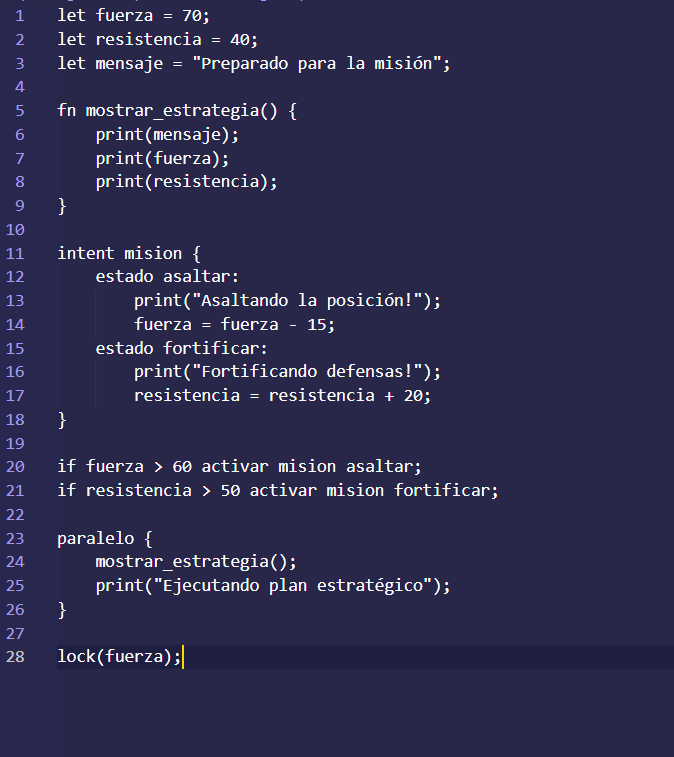 1 let fuerza = 70;
2 let resistencia = 40;
3 let mensaje = "Preparado para la misión";
4
5 fn mostrar_estrategia() {
6     print(mensaje);
7     print(fuerza);
8     print(resistencia);
9 }
10
11 intent mision {
12     estado asaltar:
13         print("Asaltando la posición!");
14         fuerza = fuerza - 15;
15     estado fortificar:
16         print("Fortificando defensas!");
17         resistencia = resistencia + 20;
18 }
19
20 if fuerza > 60 activar mision asaltar;
21 if resistencia > 50 activar mision fortificar;
22
23 paralelo {
24     mostrar_estrategia();
25     print("Ejecutando plan estratégico");
26 }
27
28 lock(fuerza);